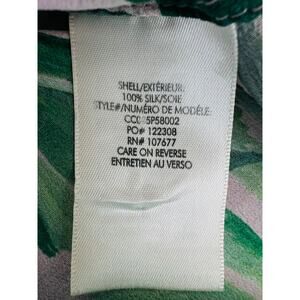 SHELL/EXTÉRIEUR:
100% SILK/SOIE
STYLE#/NUMÉRO DE MODÈLE:
PO# 122308
RN# 107677
CARE ON REVERSE
ENTRETIEN AU VERSO